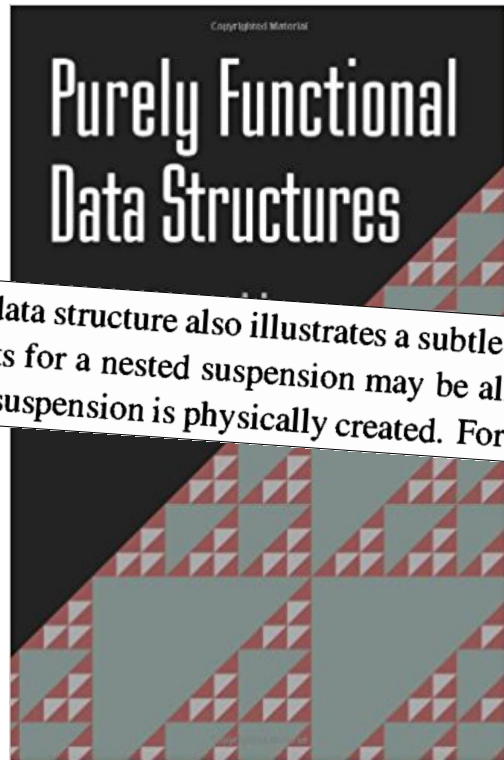 Copyrighted Material
Purely Functional
Data Structures
data structure also illustrates a subtle
ts for a nested suspension may be al
suspension is physically created. For